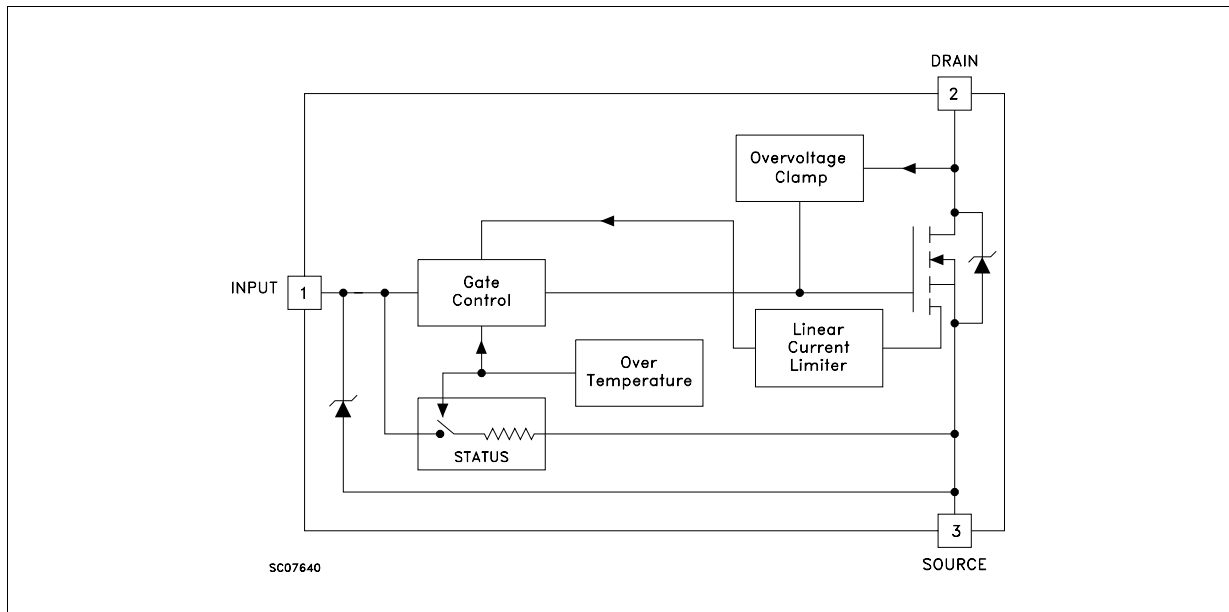 DRAIN
2
Overvoltage
Clamp
Gate
Control
INPUT
1
Linear
Current
Limiter
Over
Temperature
STATUS
3
SOURCE
SC07640